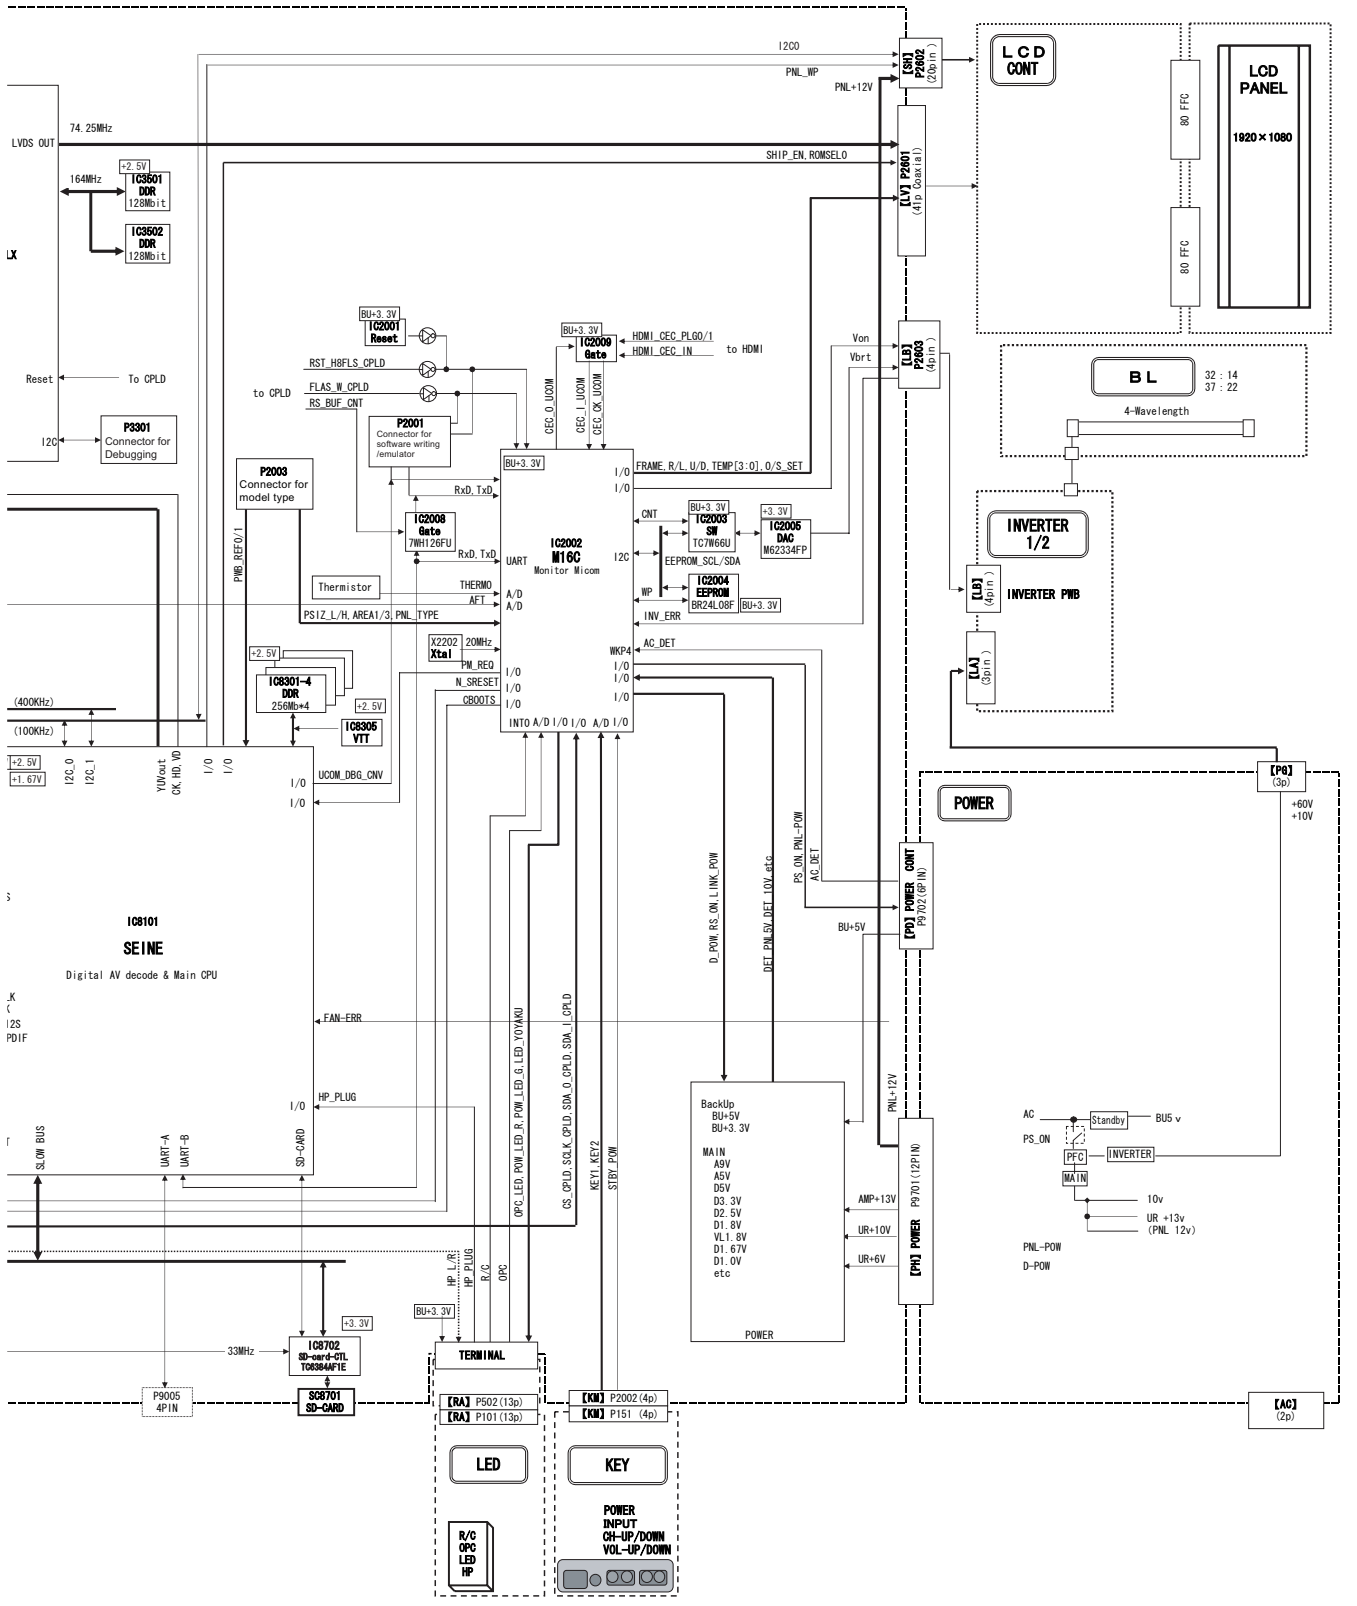 I2C0
PNL_WP
PNL+12V
【SH】
P2602
(20pin )
LCD
CONT
LCD
PANEL
1920×1080
80 FFC
80 FFC
74.25MHz
LVDS OUT
SHIP_EN,ROMSEL0
【LV】 P2601
(41p Coaxial)
+2.5V
IC3501
DDR
128Mbit
164MHz
IC3502
DDR
128Mbit
LX
BU+3.3V
IC2001
Reset
RST_H8FLS_CPLD
to CPLD
FLAS_W_CPLD
RS_BUF_CNT
BU+3.3V
IC2009
Gate
HDMI_CEC_PLG0/1
HDMI_CEC_IN
to HDMI
CEC_O_UCOM
CEC_I_UCOM
CEC_CK_UCOM
Von
Vbrt
【LB】
P2603
(4pin )
BL
32 : 14
37 : 22
4-Wavelength
Reset
To CPLD
I2C
P3301
Connector for
Debugging
P2001
Connector for
software writing
/emulator
P2003
Connector for
model type
BU+3.3V
RxD,TxD
IC2008
Gate
7WH126FU
RxD,TxD
UART
IC2002
M16C
Monitor Micom
I/O
FRAME,R/L,U/D,TEMP[3:0],O/S_SET
I/O
CNT
BU+3.3V
IC2003
SW
TC7W66U
+3.3V
IC2005
DAC
M62334FP
I2C
EEPROM_SCL/SDA
WP
IC2004
EEPROM
BR24L08F
BU+3.3V
INV_ERR
AC_DET
WKP4
I/O
I/O
I/O
INVERTER
1/2
INVERTER PWB
【LB】
(4pin )
【LA】
(3pin )
PWB_REF0/1
Thermistor
THERMO
A/D
AFT
A/D
PSIZ_L/H,AREA1/3,PNL_TYPE
X2202
Xtal
20MHz
PM_REQ
I/O
N_SRESET
I/O
CBOOTS
I/O
INT0 A/D I/O I/O A/D I/O
+2.5V
IC8301-4
DDR
256Mb*4
+2.5V
IC8305
VTT
(400KHz)
(100KHz)
+2.5V
+1.67V
I2C_0
I2C_1
YUVout
CK,HD,VD
I/O
I/O
I/O
UCOM_DBG_CNV
I/O
【PG】
(3p)
+60V
+10V
POWER
【PD】POWER CONT
P9702(6PIN)
PS_ON,PNL-POW
AC_DET
BU+5V
D_POW,RS_ON,LINK_POW
DET_PNL5V,DET_10V,etc
IC8101
SEINE
Digital AV decode & Main CPU
12S
PDIF
FAN-ERR
I/O
HP_PLUG
OPC_LED,POW_LED_R,POW_LED_G,LED_YOYAKU
CS_CPLD,SCLK_CPLD,SDA_O_CPLD,SDA_I_CPLD
KEY1,KEY2
STBY_POW
PNL+12V
BackUp
BU+5V
BU+3.3V
MAIN
A9V
A5V
D5V
D3.3V
D2.5V
D1.8V
VL1.8V
D1.67V
D1.0V
etc
POWER
AMP+13V
UR+10V
UR+6V
【PH】POWER P9701(12PIN)
AC
Standby
BU5 v
PS_ON
PFC
INVERTER
MAIN
10v
UR +13v
(PNL 12v)
PNL-POW
D-POW
SLOW BUS
UART-A
UART-B
SD-CARD
HP_L/R
HP_PLUG
R/C
OPC
BU+3.3V
TERMINAL
+3.3V
33MHz
IC8702
SD-card-CTL
TC6384AF1E
SC8701
SD-CARD
P9005
4PIN
【RA】 P502(13p)
【RA】 P101(13p)
【KM】 P2002(4p)
【KM】 P151 (4p)
【AC】
(2p)
LED
KEY
R/C
OPC
LED
HP
POWER
INPUT
CH-UP/DOWN
VOL-UP/DOWN